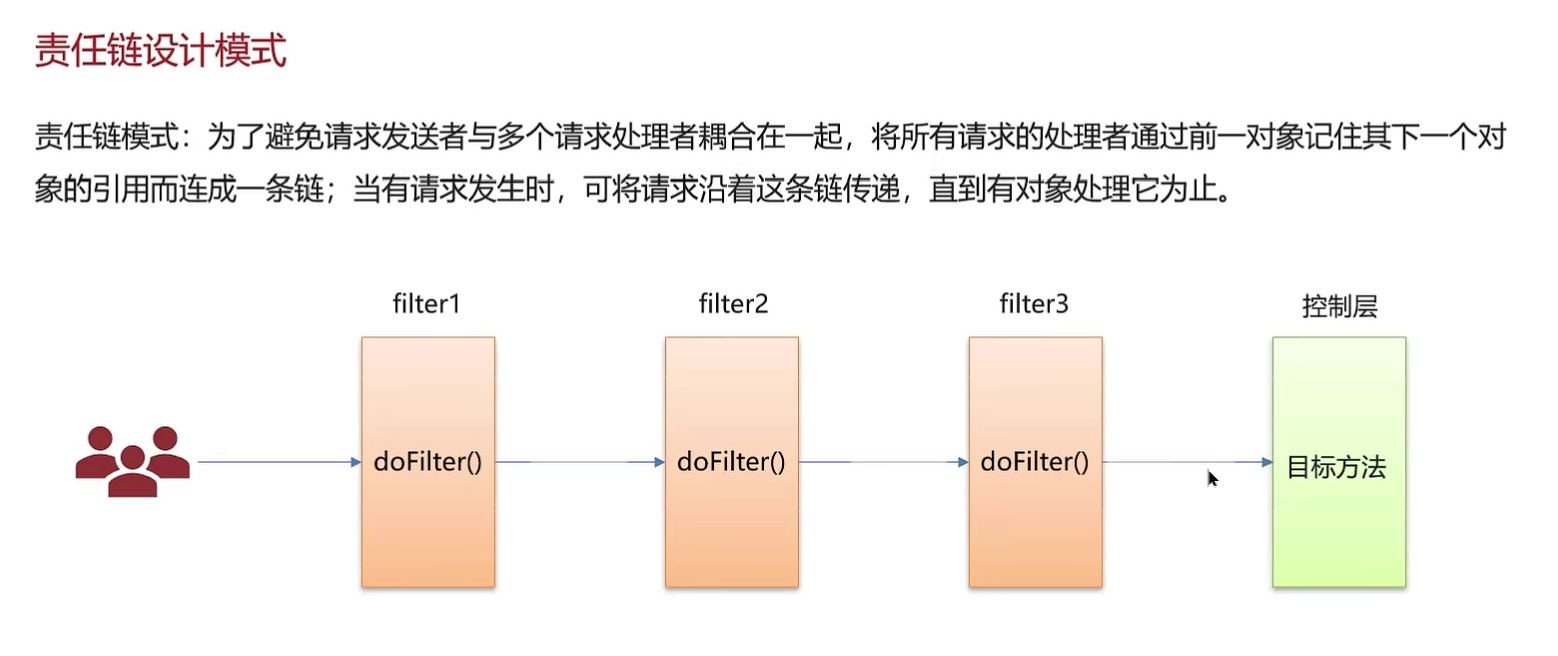 责任链设计模式
责任链模式：为了避免请求发送者与多个请求处理者耦合在一起，将所有请求的处理者通过前一对象记住其下一个对
象的引用而连成一条链；当有请求发生时，可将请求沿着这条链传递，直到有对象处理它为止。
filter1 filter2 filter3 控制层
doFilter() doFilter() doFilter() 目标方法